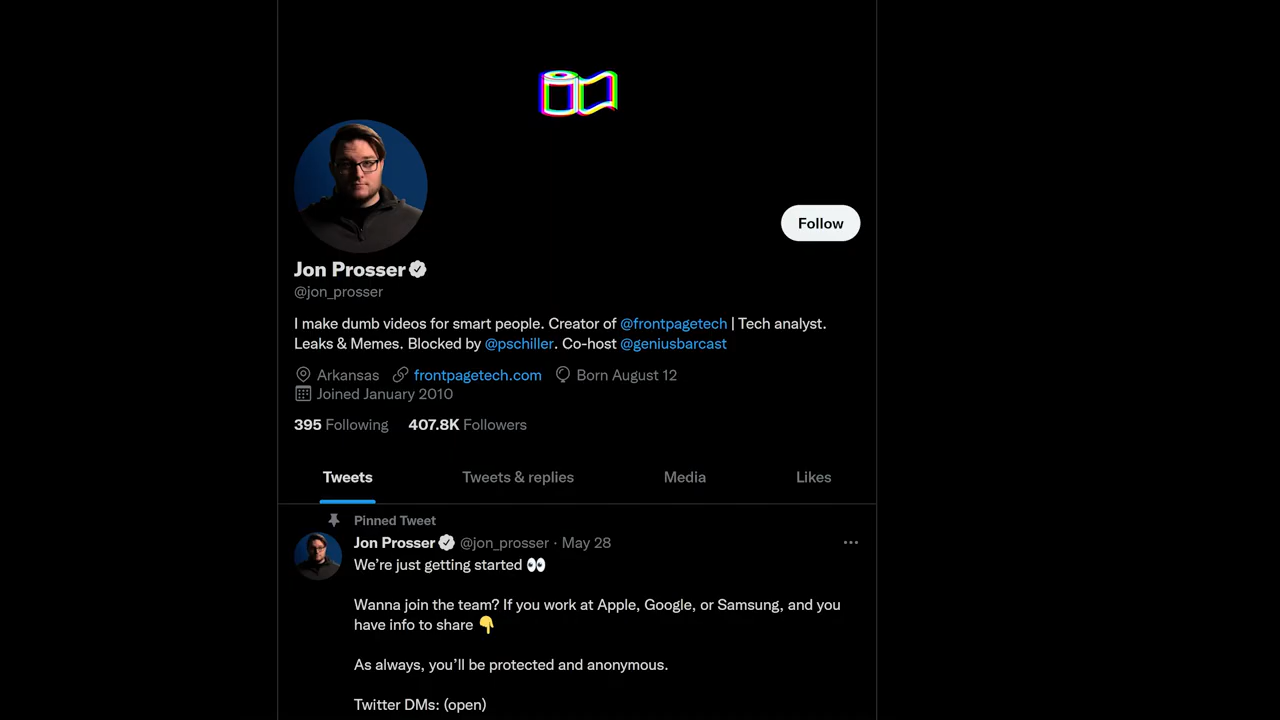 Follow
Jon Prosser
@jon_prosser
I make dumb videos for smart people. Creator of @frontpagetech | Tech analyst.
Leaks & Memes. Blocked by @pschiller. Co-host @geniusbarcast
Arkansas frontpagetech.com Born August 12
Joined January 2010
395 Following 407.8K Followers
Tweets Tweets & replies Media Likes
Pinned Tweet
Jon Prosser @jon_prosser · May 28
We’re just getting started 👀
Wanna join the team? If you work at Apple, Google, or Samsung, and you
have info to share 👇
As always, you’ll be protected and anonymous.
Twitter DMs: (open)